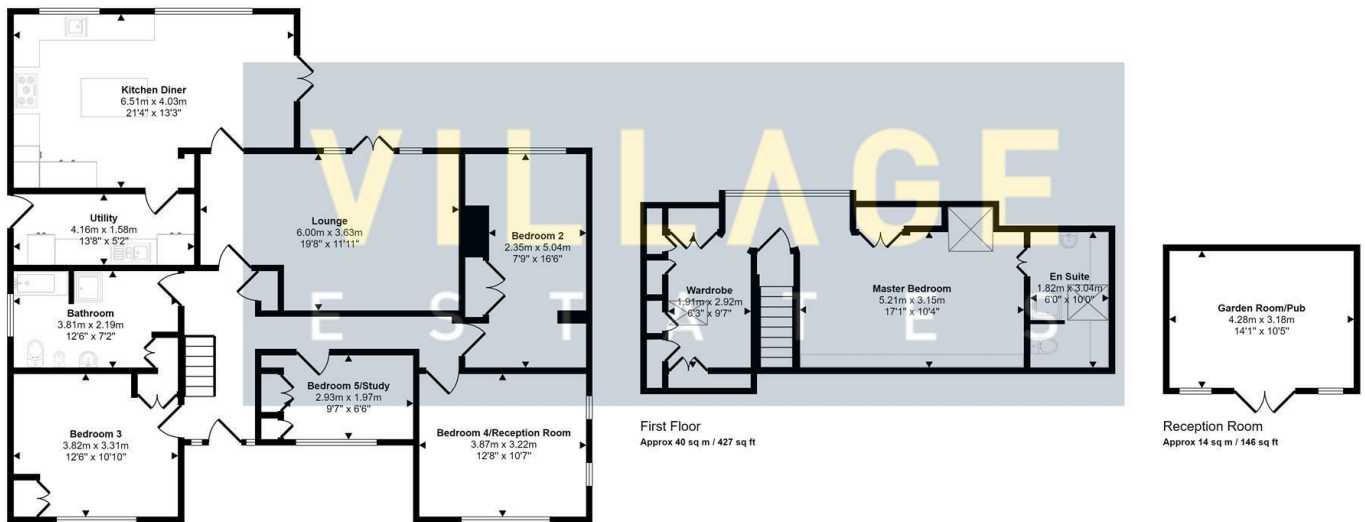 Kitchen Diner
6.51m x 4.03m
21'4" x 13'3"
Utility
4.16m x 1.58m
13'8" x 5'2"
Lounge
6.00m x 3.63m
19'8" x 11'11"
Bedroom 2
2.35m x 5.04m
7'9" x 16'6"
Bathroom
3.81m x 2.19m
12'6" x 7'2"
Bedroom 3
3.82m x 3.31m
12'6" x 10'10"
Bedroom 5/Study
2.93m x 1.97m
9'7" x 6'6"
Bedroom 4/Reception Room
3.87m x 3.22m
12'8" x 10'7"
VILLAGE
ESTATES
Wardrobe
1.91m x 2.92m
6'3" x 9'7"
Master Bedroom
5.21m x 3.15m
17'1" x 10'4"
En Suite
1.82m x 3.04m
6'0" x 10'0"
First Floor
Approx 40 sq m / 427 sq ft
Garden Room/Pub
4.28m x 3.18m
14'1" x 10'5"
Reception Room
Approx 14 sq m / 146 sq ft